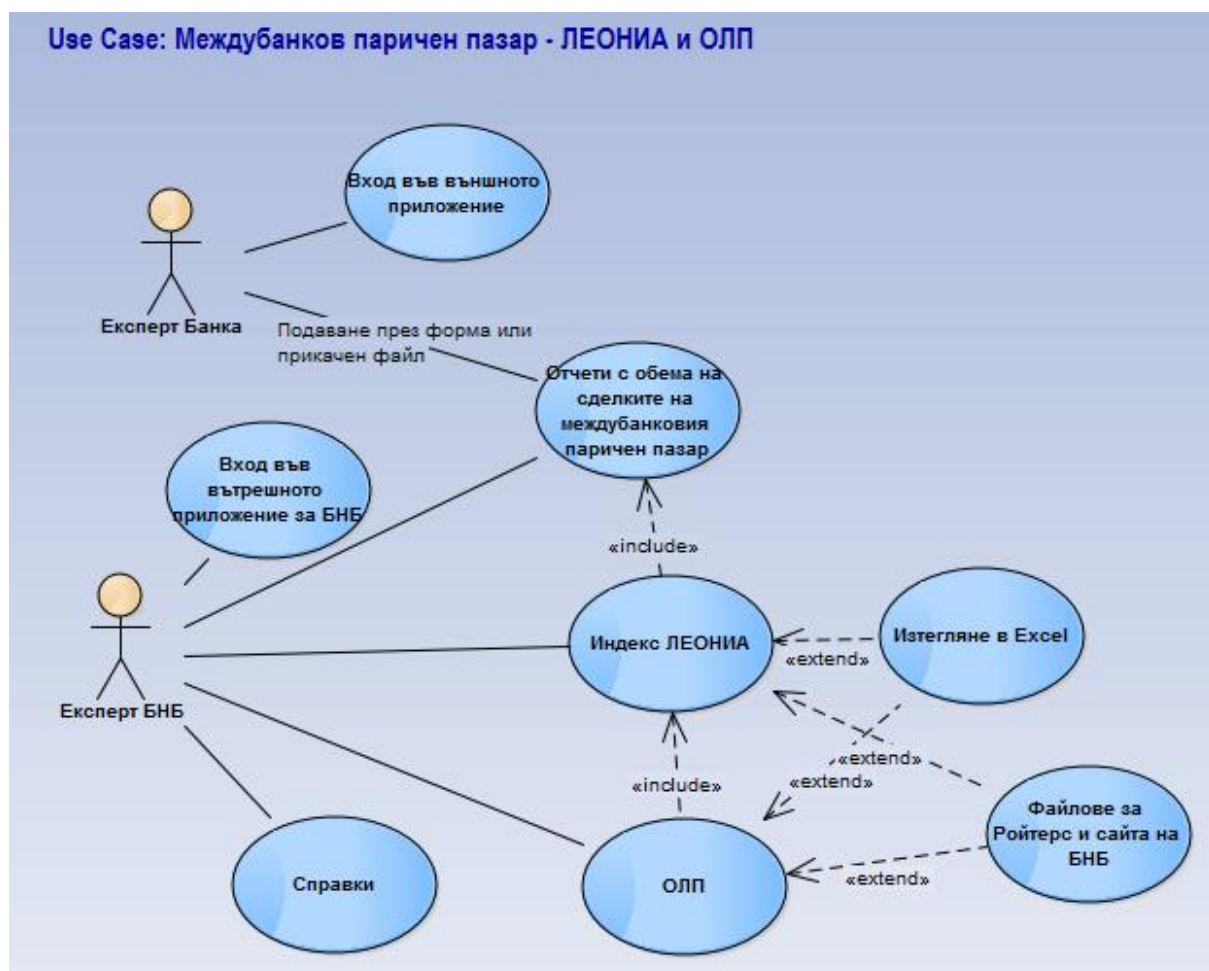 Use Case: Междубанков паричен пазар - ЛЕОНИА и ОЛП
Вход във външното
приложение
Експерт Банка
Подаване през форма или
прикачен файл
Отчети с обема на
сделките на
междубанковия
паричен пазар
Вход във
вътрешното
приложение за БНБ
«include»
Индекс ЛЕОНИА
Изтегляне в Excel
«extend»
Експерт БНБ
«extend»
«include»
«extend»
Файлове за
Ройтерс и сайта на
БНБ
Справки
ОЛП
«extend»